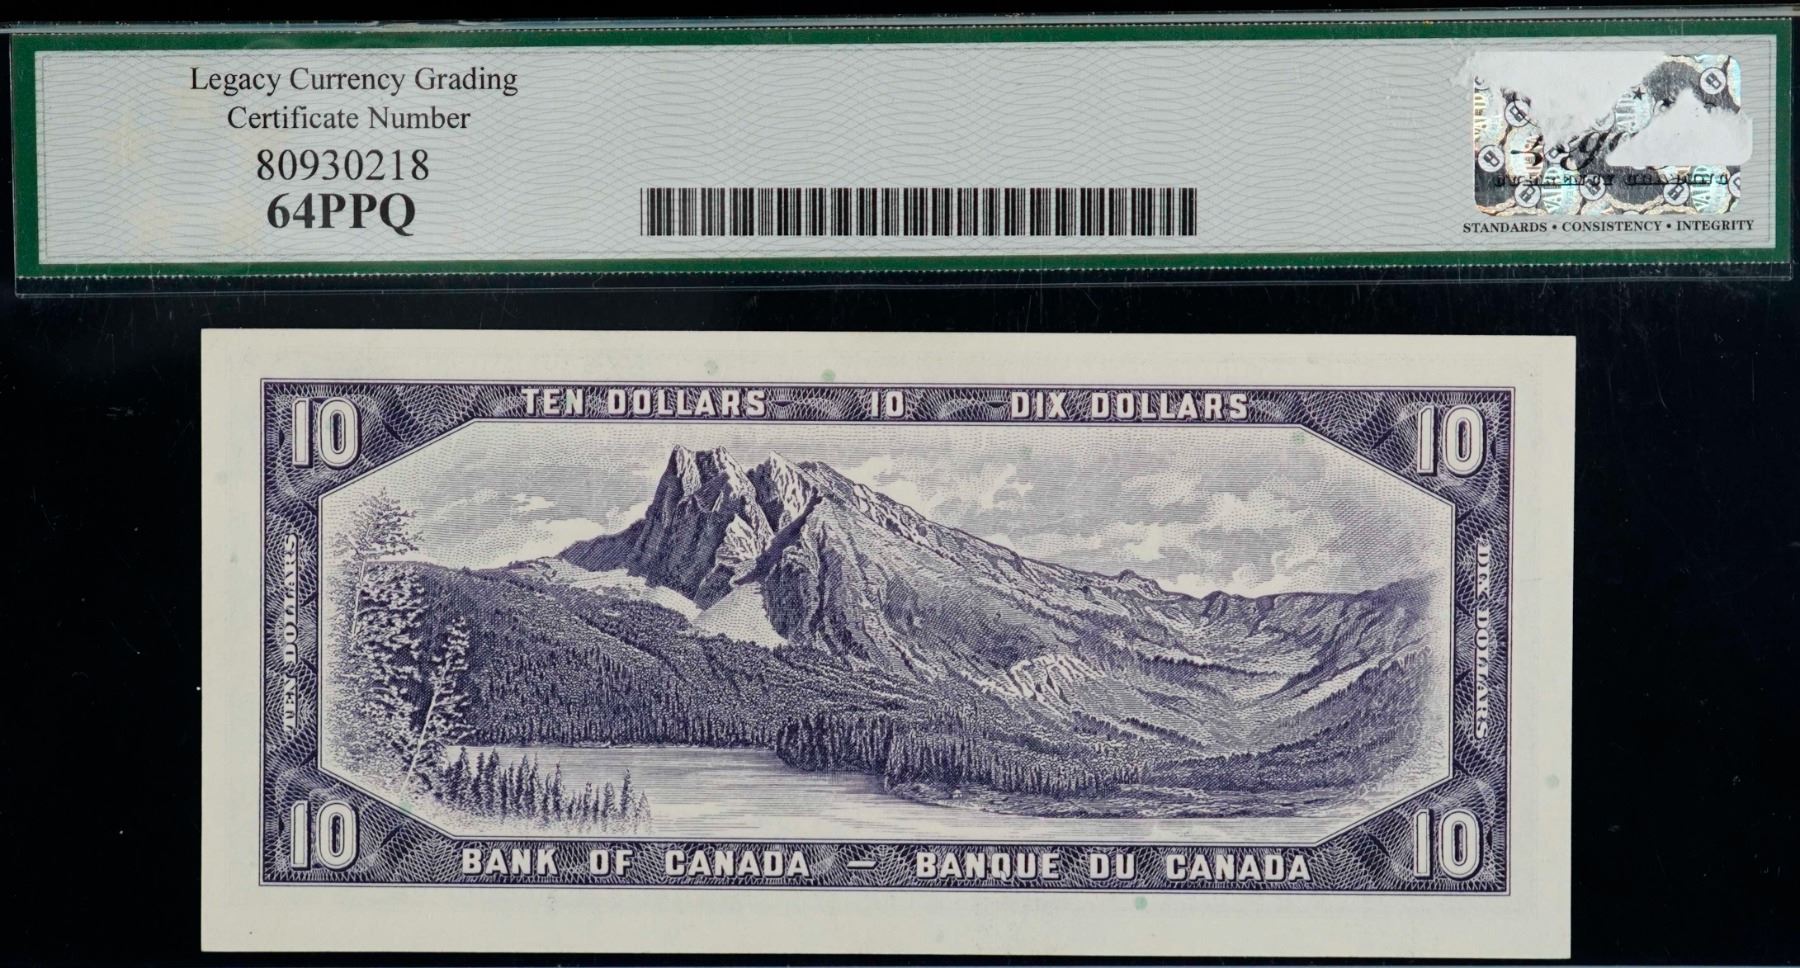 Legacy Currency Grading
Certificate Number
80930218
64PPQ
STANDARDS • CONSISTENCY • INTEGRITY
10 TEN DOLLARS 10 DIX DOLLARS 10
TEN DOLLARS
DIX DOLLARS
10 BANK OF CANADA — BANQUE DU CANADA 10